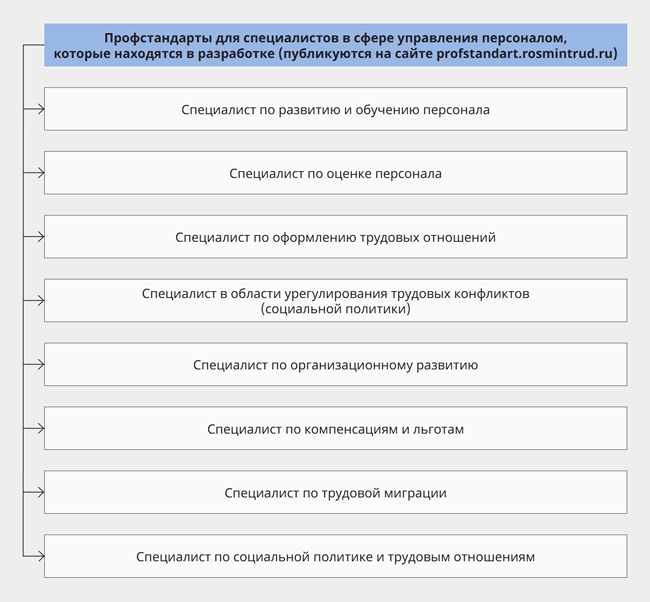 Профстандарты для специалистов в сфере управления персоналом,
которые находятся в разработке (публикуются на сайте profstandart.rosmintrud.ru)
Специалист по развитию и обучению персонала
Специалист по оценке персонала
Специалист по оформлению трудовых отношений
Специалист в области урегулирования трудовых конфликтов
(социальной политики)
Специалист по организационному развитию
Специалист по компенсациям и льготам
Специалист по трудовой миграции
Специалист по социальной политике и трудовым отношениям